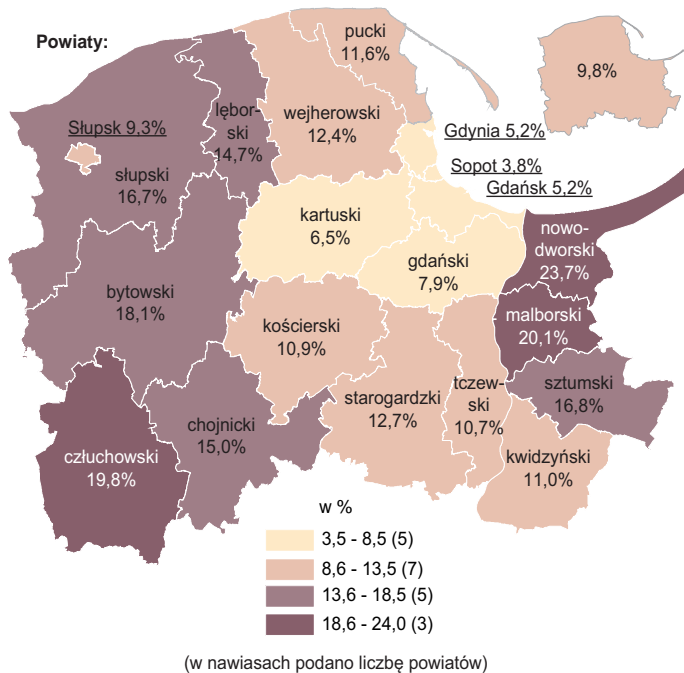 Powiaty:
pucki
11,6%
9,8%
lębor-
ski
14,7%
wejherowski
12,4%
Słupsk 9,3%
słupski
16,7%
Gdynia 5,2%
Sopot 3,8%
Gdańsk 5,2%
kartuski
6,5%
gdański
7,9%
nowo-
dworski
23,7%
bytowski
18,1%
malborski
20,1%
kościerski
10,9%
sztumski
16,8%
starogardzki
12,7%
tczew-
ski
10,7%
chojnicki
15,0%
człuchowski
19,8%
kwidzyński
11,0%
w %
3,5 - 8,5 (5)
8,6 - 13,5 (7)
13,6 - 18,5 (5)
18,6 - 24,0 (3)
(w nawiasach podano liczbę powiatów)